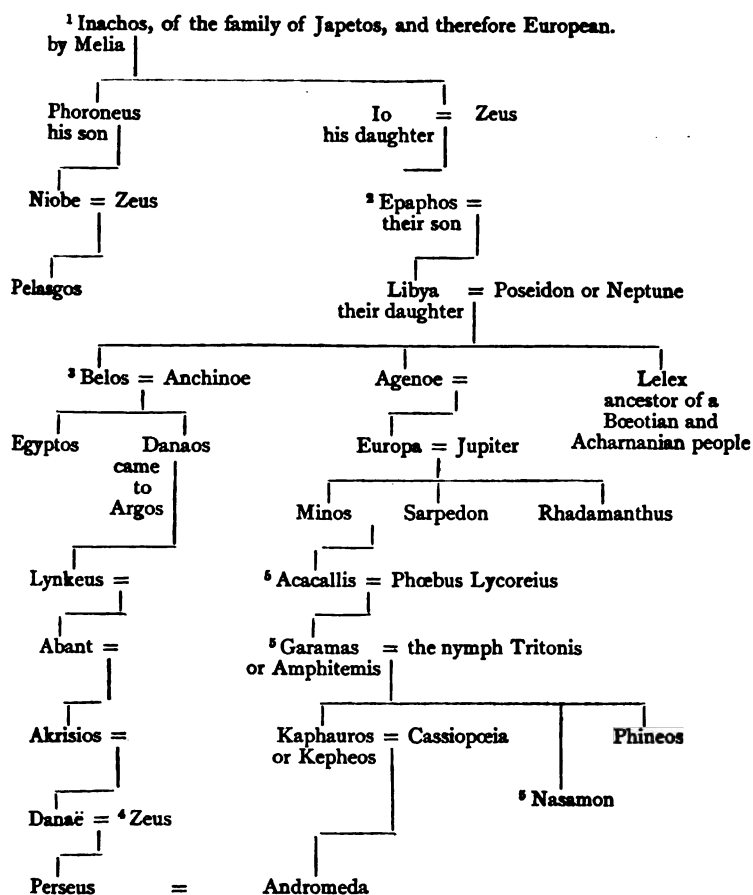 ¹ Inachos, of the family of Japetos, and therefore European.
by Melia
Phoroneus Io = Zeus
his son his daughter
Niobe = Zeus ² Epaphos =
their son
Pelasgos Libya = Poseidon or Neptune
their daughter
³ Belos = Anchinoe Agenoe = Lelex
ancestor of a
Bœotian and
Egyptos Danaos Europa = Jupiter Acharnanian people
came
to
Argos Minos Sarpedon Rhadamanthus
Lynkeus = ⁵ Acacallis = Phœbus Lycoreius
Abant = ⁵ Garamas = the nymph Tritonis
or Amphitemis
Akrisios = Kaphauros = Cassiopœia Phineos
or Kepheos
⁵ Nasamon
Danaë = ⁴ Zeus
Perseus = Andromeda